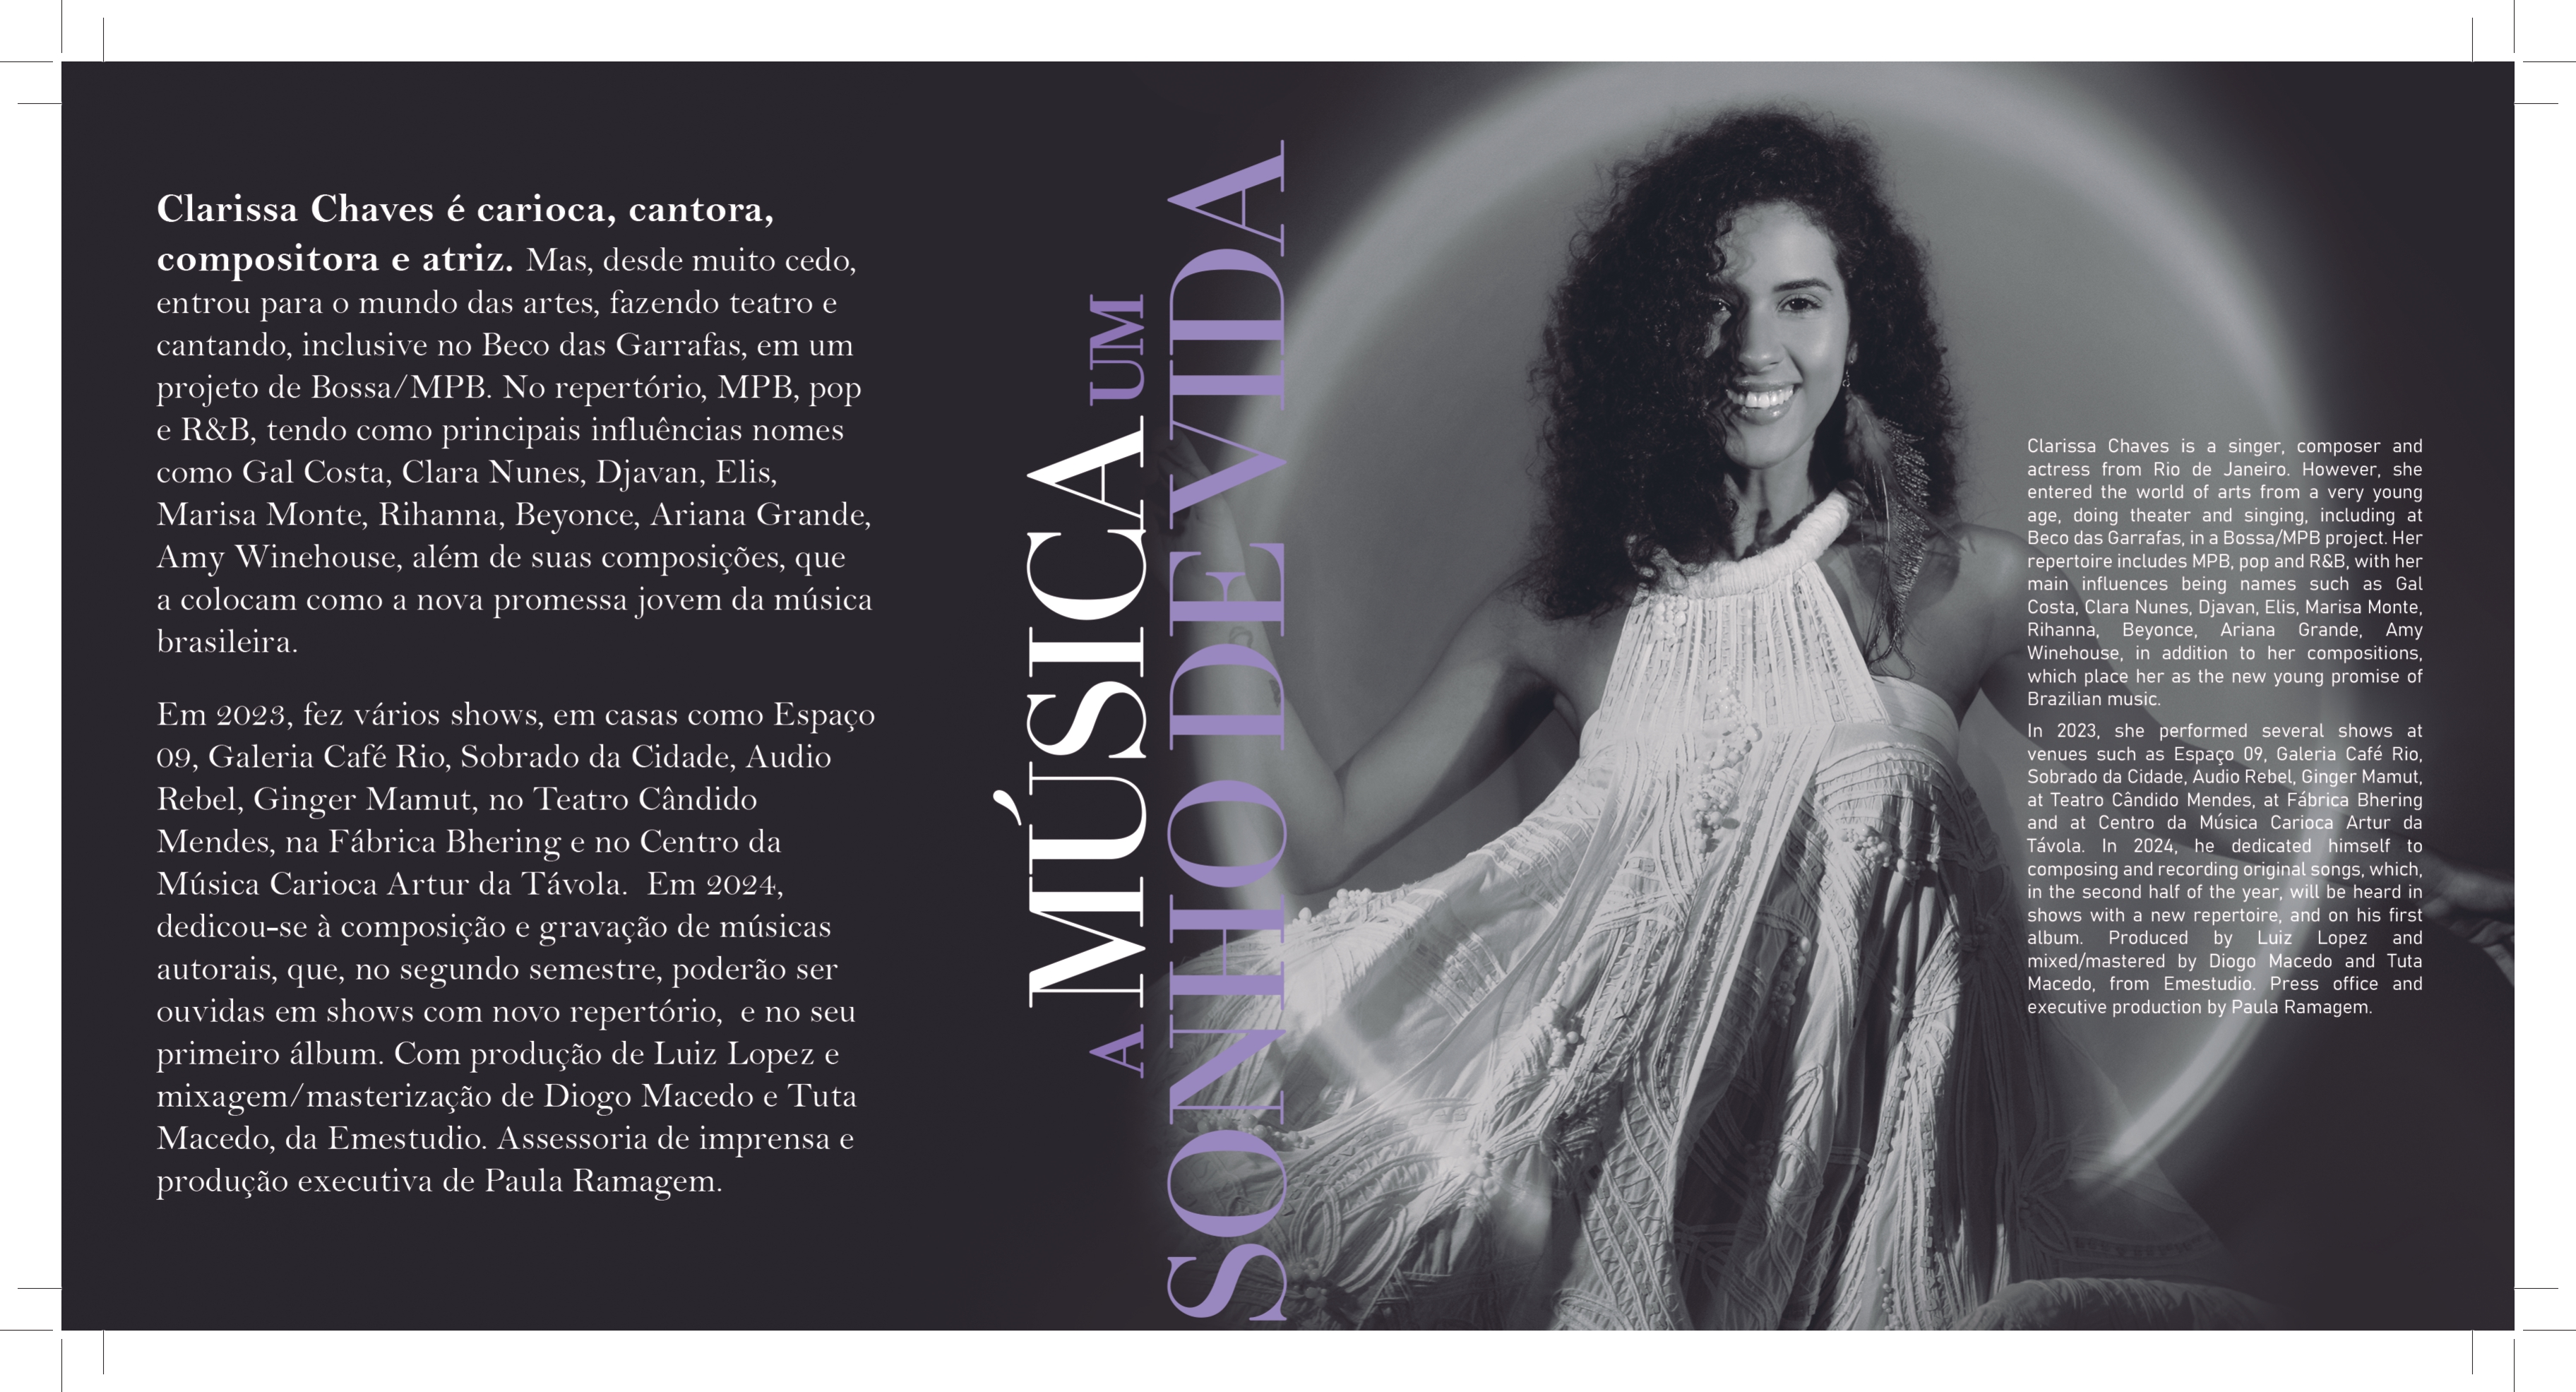 Clarissa Chaves é carioca, cantora,
compositora e atriz. Mas, desde muito cedo,
entrou para o mundo das artes, fazendo teatro e
cantando, inclusive no Beco das Garrafas, em um
projeto de Bossa/MPB. No repertório, MPB, pop
e R&B, tendo como principais influências nomes
como Gal Costa, Clara Nunes, Djavan, Elis,
Marisa Monte, Rihanna, Beyonce, Ariana Grande,
Amy Winehouse, além de suas composições, que
a colocam como a nova promessa jovem da música
brasileira.
Em 2023, fez vários shows, em casas como Espaço
09, Galeria Café Rio, Sobrado da Cidade, Audio
Rebel, Ginger Mamut, no Teatro Cândido
Mendes, na Fábrica Bhering e no Centro da
Música Carioca Artur da Távola.  Em 2024,
dedicou-se à composição e gravação de músicas
autorais, que, no segundo semestre, poderão ser
ouvidas em shows com novo repertório,  e no seu
primeiro álbum. Com produção de Luiz Lopez e
mixagem/masterização de Diogo Macedo e Tuta
Macedo, da Emestudio. Assessoria de imprensa e
produção executiva de Paula Ramagem.
A MÚSICA UM
SONHO DE VIDA
Clarissa Chaves is a singer, composer and
actress from Rio de Janeiro. However, she
entered the world of arts from a very young
age, doing theater and singing, including at
Beco das Garrafas, in a Bossa/MPB project. Her
repertoire includes MPB, pop and R&B, with her
main influences being names such as Gal
Costa, Clara Nunes, Djavan, Elis, Marisa Monte,
Rihanna, Beyonce, Ariana Grande, Amy
Winehouse, in addition to her compositions,
which place her as the new young promise of
Brazilian music.
In 2023, she performed several shows at
venues such as Espaço 09, Galeria Café Rio,
Sobrado da Cidade, Audio Rebel, Ginger Mamut,
at Teatro Cândido Mendes, at Fábrica Bhering
and at Centro da Música Carioca Artur da
Távola. In 2024, he dedicated himself to
composing and recording original songs, which,
in the second half of the year, will be heard in
shows with a new repertoire, and on his first
album. Produced by Luiz Lopez and
mixed/mastered by Diogo Macedo and Tuta
Macedo, from Emestudio. Press office and
executive production by Paula Ramagem.